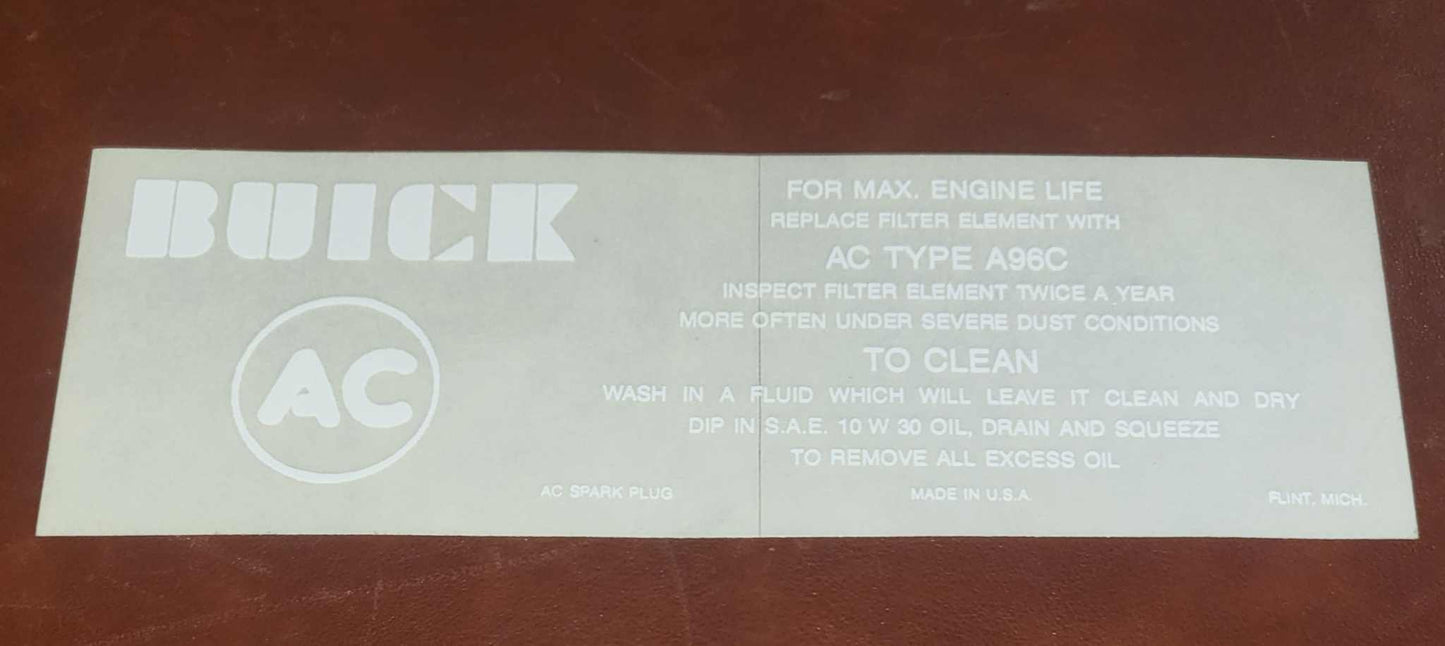 BUICK
AC
AC SPARK PLUG
FOR MAX. ENGINE LIFE
REPLACE FILTER ELEMENT WITH
AC TYPE A96C
INSPECT FILTER ELEMENT TWICE A YEAR
MORE OFTEN UNDER SEVERE DUST CONDITIONS
TO CLEAN
WASH IN A FLUID WHICH WILL LEAVE IT CLEAN AND DRY
DIP IN S.A.E. 10 W 30 OIL, DRAIN AND SQUEEZE
TO REMOVE ALL EXCESS OIL
MADE IN U.S.A.
FLINT, MICH.